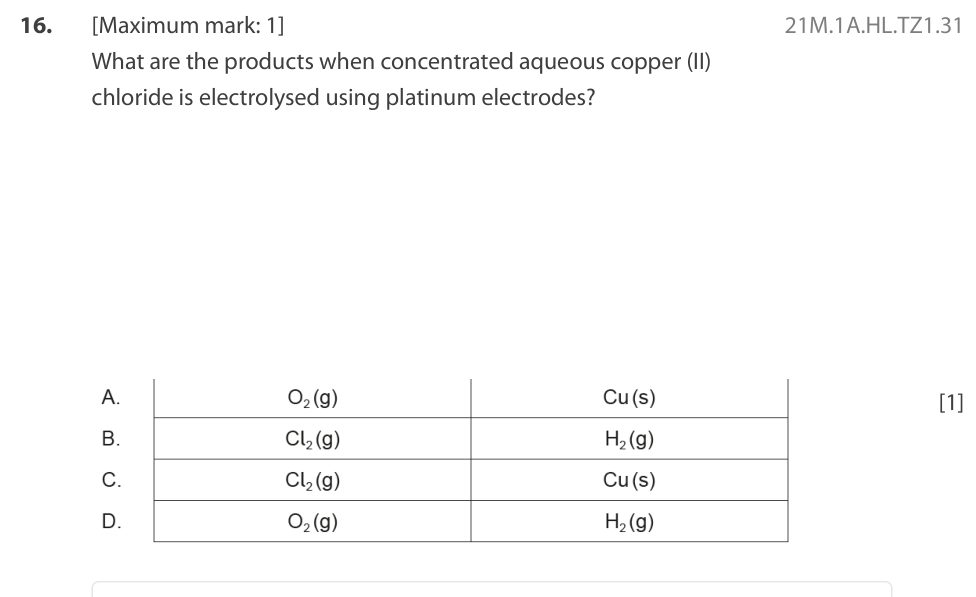 16. [Maximum mark: 1] 21M.1A.HL.TZ1.31
What are the products when concentrated aqueous copper (II)
chloride is electrolysed using platinum electrodes?
A. O₂(g) Cu(s) [1]
B. Cl₂(g) H₂(g)
C. Cl₂(g) Cu(s)
D. O₂(g) H₂(g)